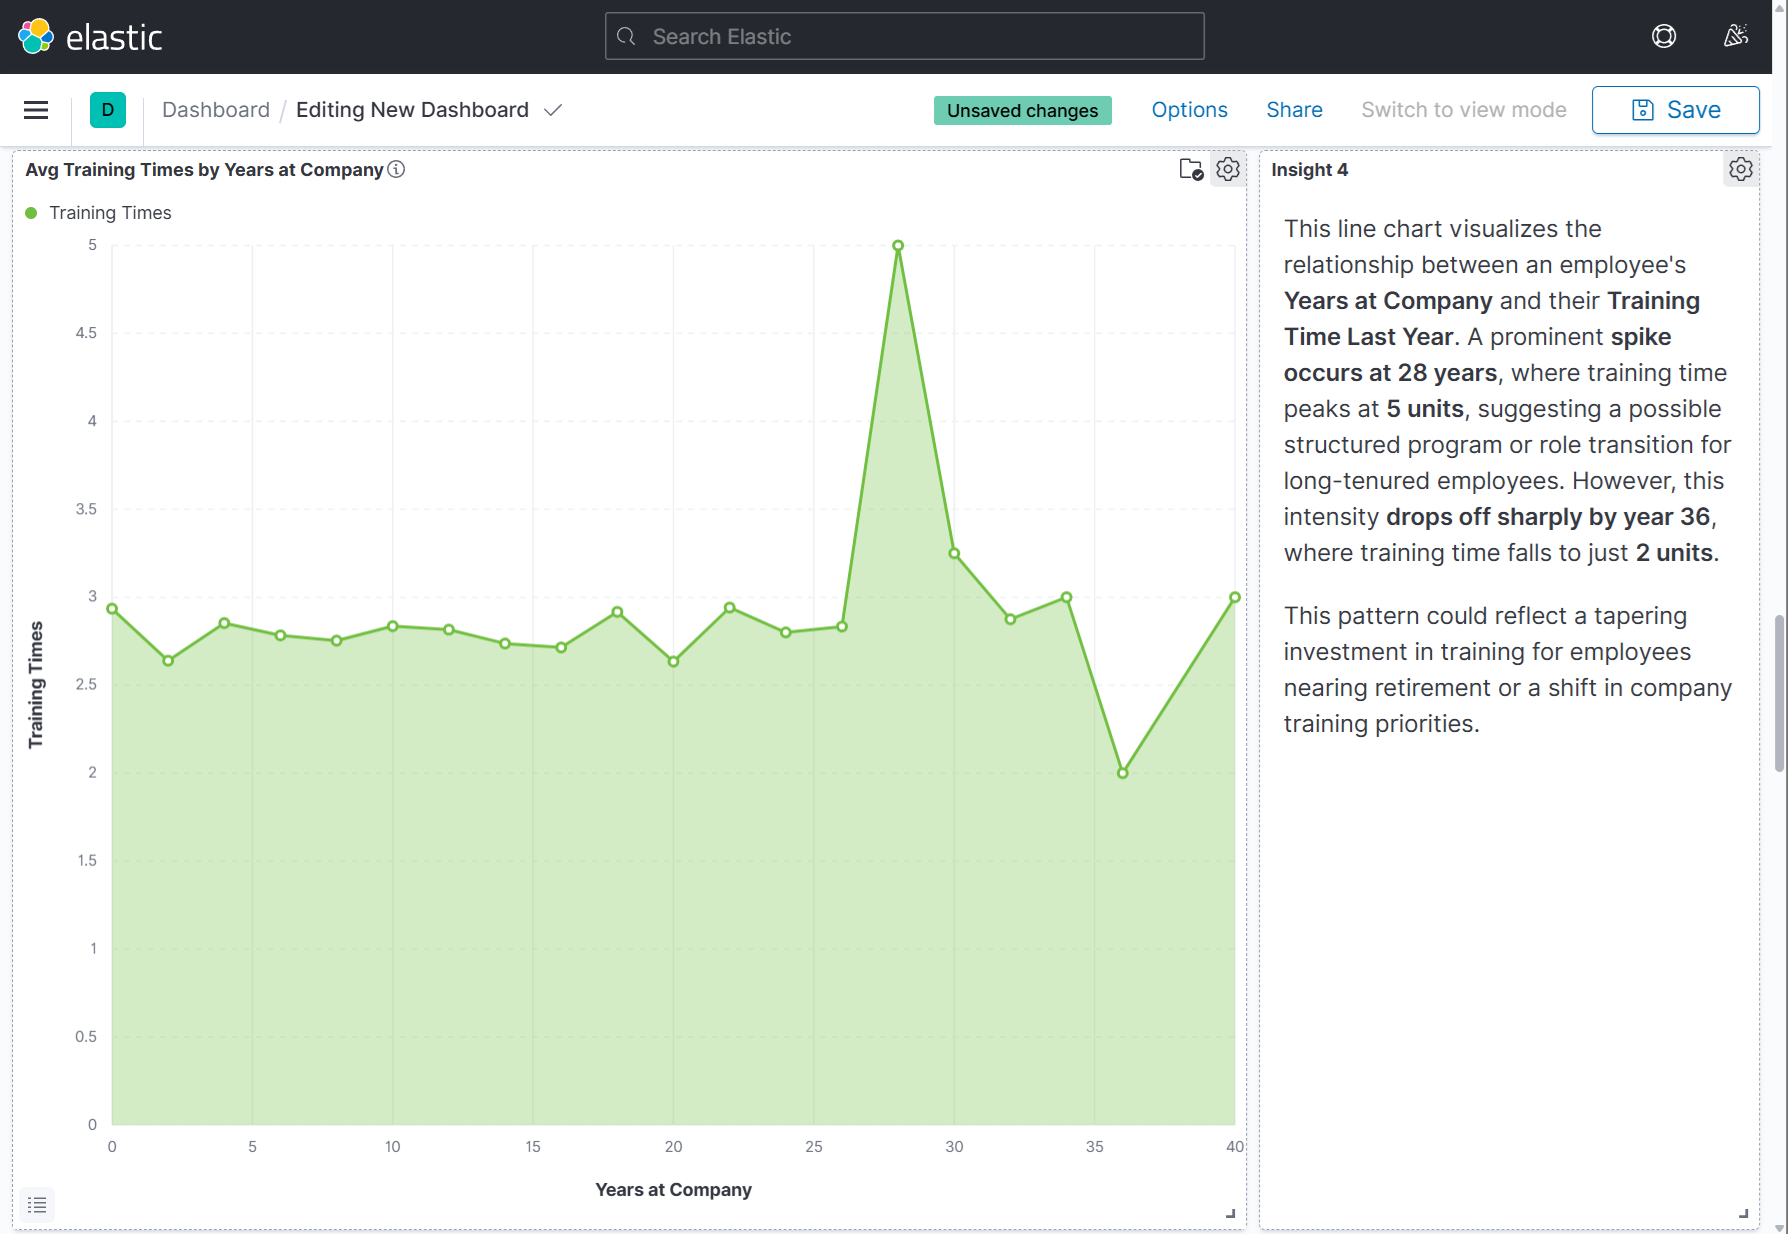 elastic
Search Elastic
D
Dashboard / Editing New Dashboard
Unsaved changes
Options
Share
Switch to view mode
Save
Avg Training Times by Years at Company
Training Times
5
4.5
4
3.5
3
2.5
2
1.5
1
0.5
0
Training Times
0 5 10 15 20 25 30 35 40
Years at Company
Insight 4
This line chart visualizes the
relationship between an employee's
Years at Company and their Training
Time Last Year. A prominent spike
occurs at 28 years, where training time
peaks at 5 units, suggesting a possible
structured program or role transition for
long-tenured employees. However, this
intensity drops off sharply by year 36,
where training time falls to just 2 units.
This pattern could reflect a tapering
investment in training for employees
nearing retirement or a shift in company
training priorities.